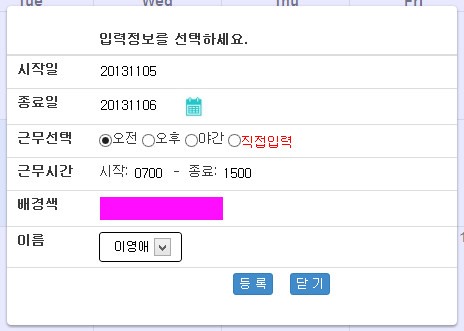 Tue Wed Thu Fri
입력정보를 선택하세요.
시작일 20131105
종료일 20131106
근무선택 오전 오후 야간 직접입력
근무시간 시작: 0700 - 종료: 1500
배경색
이름 이영애
등 록 닫 기